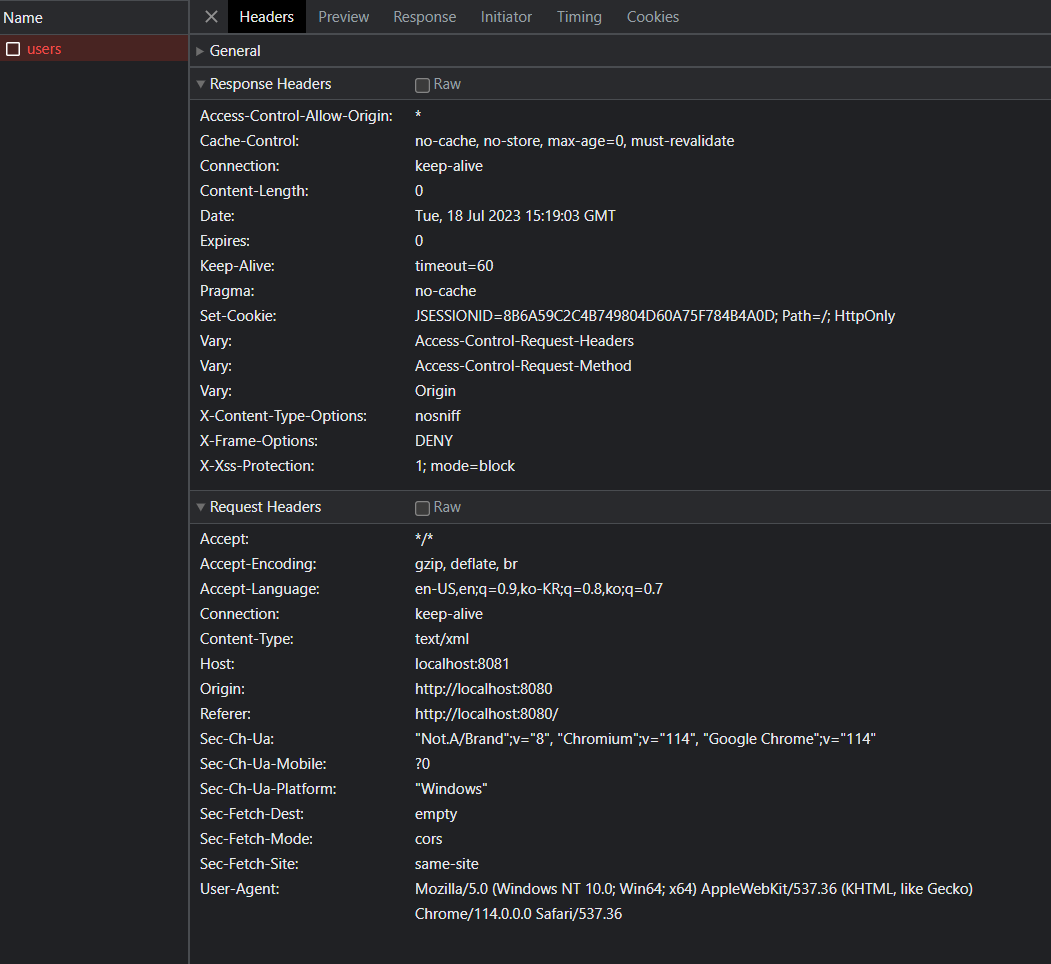 Name
users
Headers Preview Response Initiator Timing Cookies
General
Response Headers Raw
Access-Control-Allow-Origin: *
Cache-Control: no-cache, no-store, max-age=0, must-revalidate
Connection: keep-alive
Content-Length: 0
Date: Tue, 18 Jul 2023 15:19:03 GMT
Expires: 0
Keep-Alive: timeout=60
Pragma: no-cache
Set-Cookie: JSESSIONID=8B6A59C2C4B749804D60A75F784B4A0D; Path=/; HttpOnly
Vary: Access-Control-Request-Headers
Vary: Access-Control-Request-Method
Vary: Origin
X-Content-Type-Options: nosniff
X-Frame-Options: DENY
X-Xss-Protection: 1; mode=block
Request Headers Raw
Accept: */*
Accept-Encoding: gzip, deflate, br
Accept-Language: en-US,en;q=0.9,ko-KR;q=0.8,ko;q=0.7
Connection: keep-alive
Content-Type: text/xml
Host: localhost:8081
Origin: http://localhost:8080
Referer: http://localhost:8080/
Sec-Ch-Ua: "Not.A/Brand";v="8", "Chromium";v="114", "Google Chrome";v="114"
Sec-Ch-Ua-Mobile: ?0
Sec-Ch-Ua-Platform: "Windows"
Sec-Fetch-Dest: empty
Sec-Fetch-Mode: cors
Sec-Fetch-Site: same-site
User-Agent: Mozilla/5.0 (Windows NT 10.0; Win64; x64) AppleWebKit/537.36 (KHTML, like Gecko)
Chrome/114.0.0.0 Safari/537.36